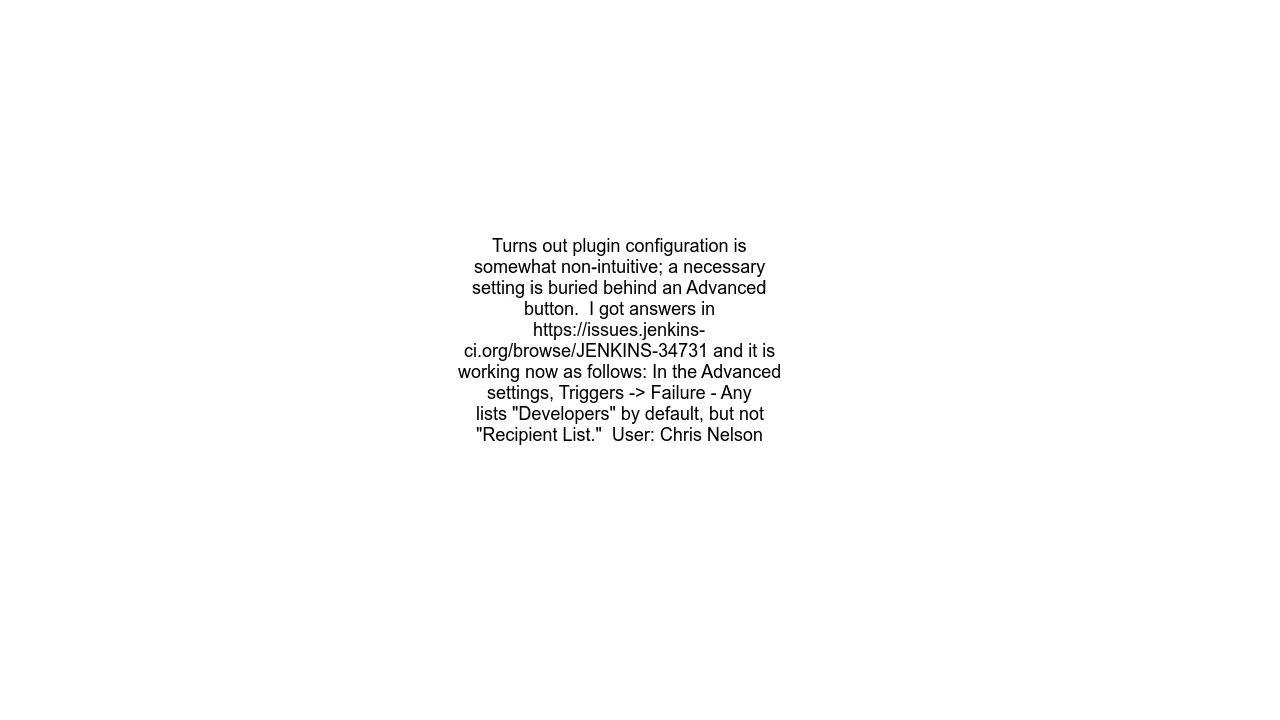 Turns out plugin configuration is
somewhat non-intuitive; a necessary
setting is buried behind an Advanced
button.  I got answers in
https://issues.jenkins-
ci.org/browse/JENKINS-34731 and it is
working now as follows: In the Advanced
settings, Triggers -> Failure - Any
lists "Developers" by default, but not
"Recipient List."  User: Chris Nelson